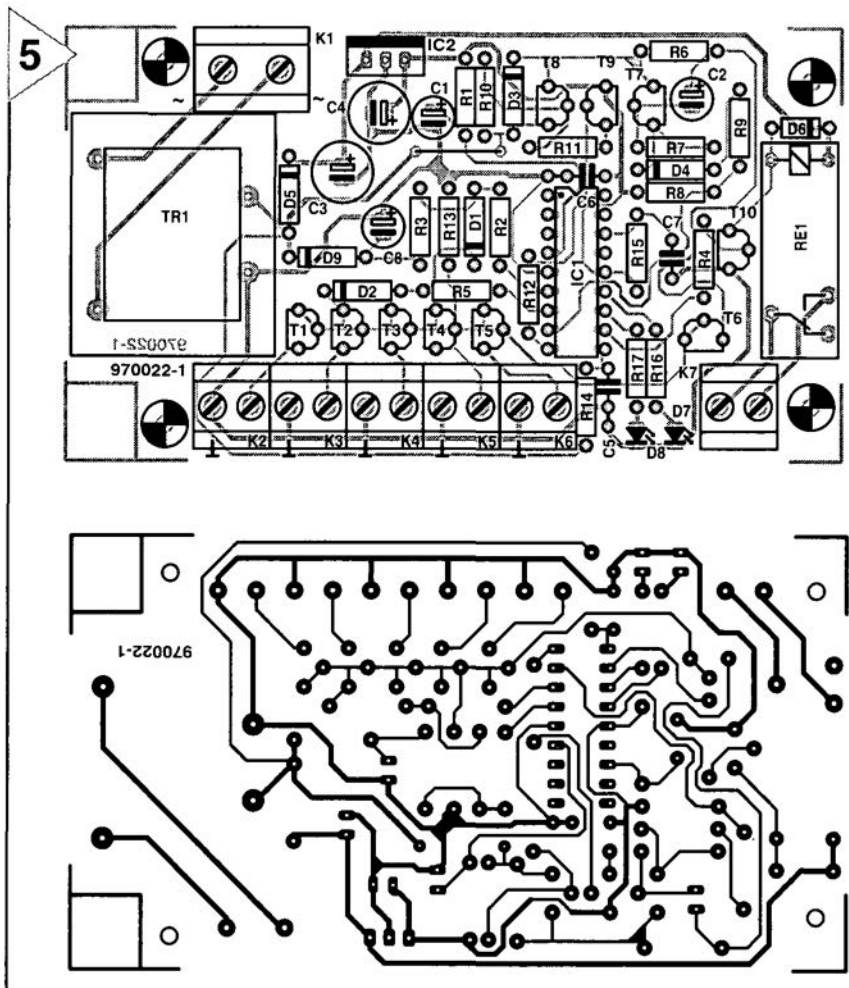 5
K1
IC2
R6
~
~
C4
C1
R1
R10
D3
T8
T9
T7
C2
R9
D6
R11
R7
D4
R8
TR1
D5
C3
C6
T10
RE1
R3
R13
D1
R2
C7
R15
R4
IC1
C8
D9
R12
D2
R5
T6
T1
T2
T3
T4
T5
R17
R16
K7
970022-1
970022-1
R14
K2
K3
K4
K5
K6
C5
D8
D7
970022-1